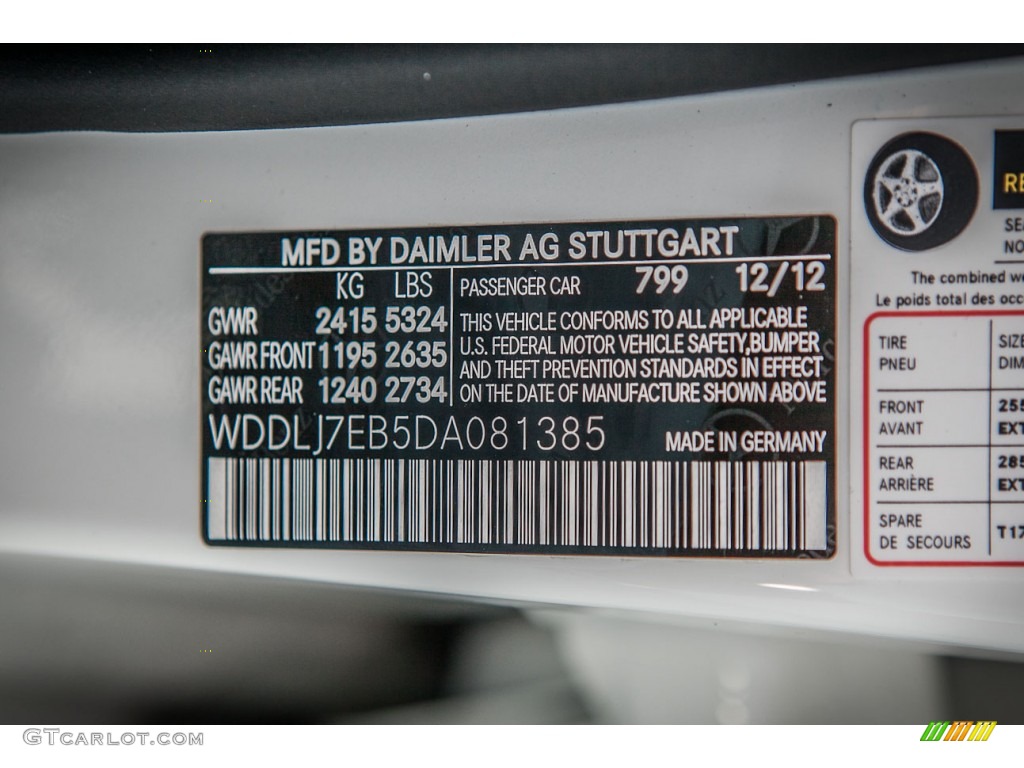 MFD BY DAIMLER AG STUTTGART
KG LBS
GVWR 2415 5324
GAWR FRONT 1195 2635
GAWR REAR 1240 2734
PASSENGER CAR 799 12/12
THIS VEHICLE CONFORMS TO ALL APPLICABLE
U.S. FEDERAL MOTOR VEHICLE SAFETY,BUMPER
AND THEFT PREVENTION STANDARDS IN EFFECT
ON THE DATE OF MANUFACTURE SHOWN ABOVE
WDDLJ7EB5DA081385 MADE IN GERMANY
The combined
Le poids total des
TIRE
PNEU
FRONT 255
AVANT
REAR 285
ARRIÈRE
SPARE
DE SECOURS
GTCARLOT.COM